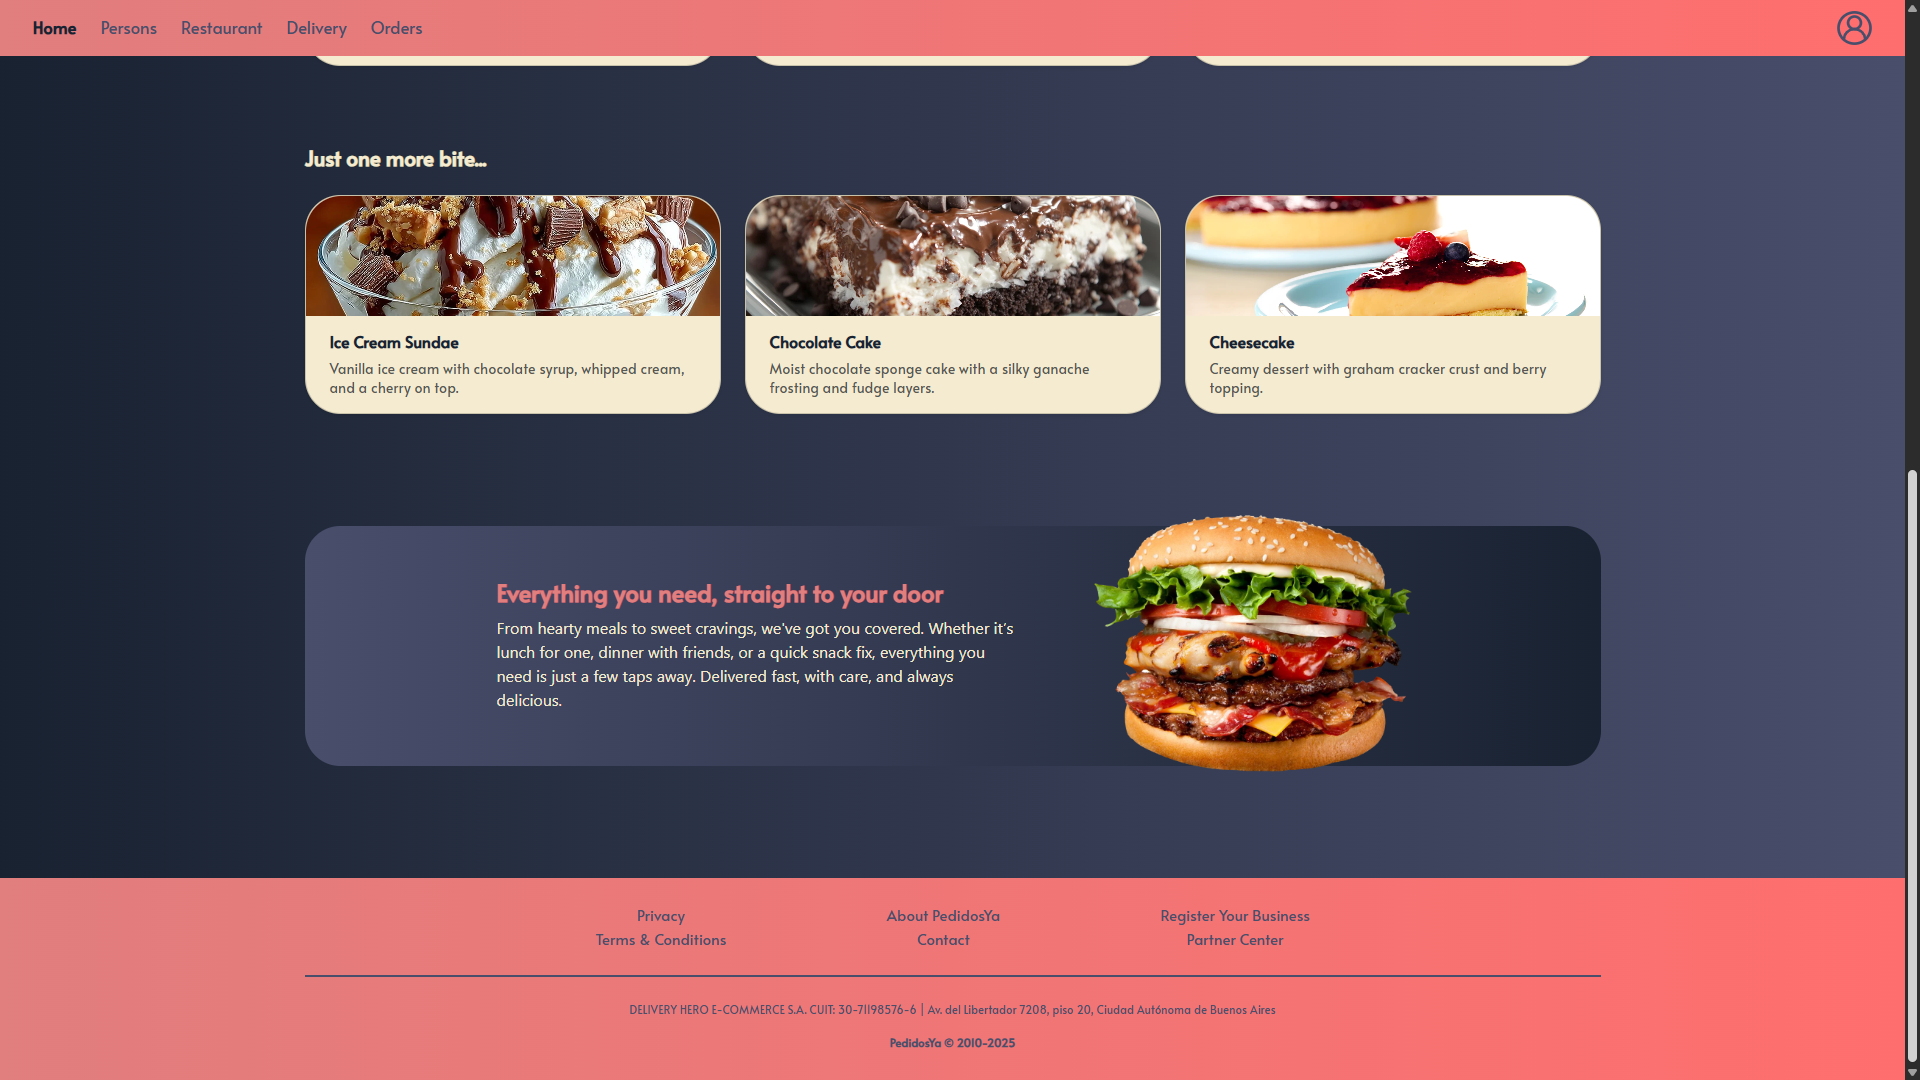 Home Persons Restaurant Delivery Orders
Just one more bite...
Ice Cream Sundae
Vanilla ice cream with chocolate syrup, whipped cream,
and a cherry on top.
Chocolate Cake
Moist chocolate sponge cake with a silky ganache
frosting and fudge layers.
Cheesecake
Creamy dessert with graham cracker crust and berry
topping.
Everything you need, straight to your door
From hearty meals to sweet cravings, we've got you covered. Whether it's
lunch for one, dinner with friends, or a quick snack fix, everything you
need is just a few taps away. Delivered fast, with care, and always
delicious.
Privacy
Terms & Conditions
About PedidosYa
Contact
Register Your Business
Partner Center
DELIVERY HERO E-COMMERCE S.A. CUIT: 30-71198576-6 | Av. del Libertador 7208, piso 20, Ciudad Autónoma de Buenos Aires
PedidosYa © 2010-2025